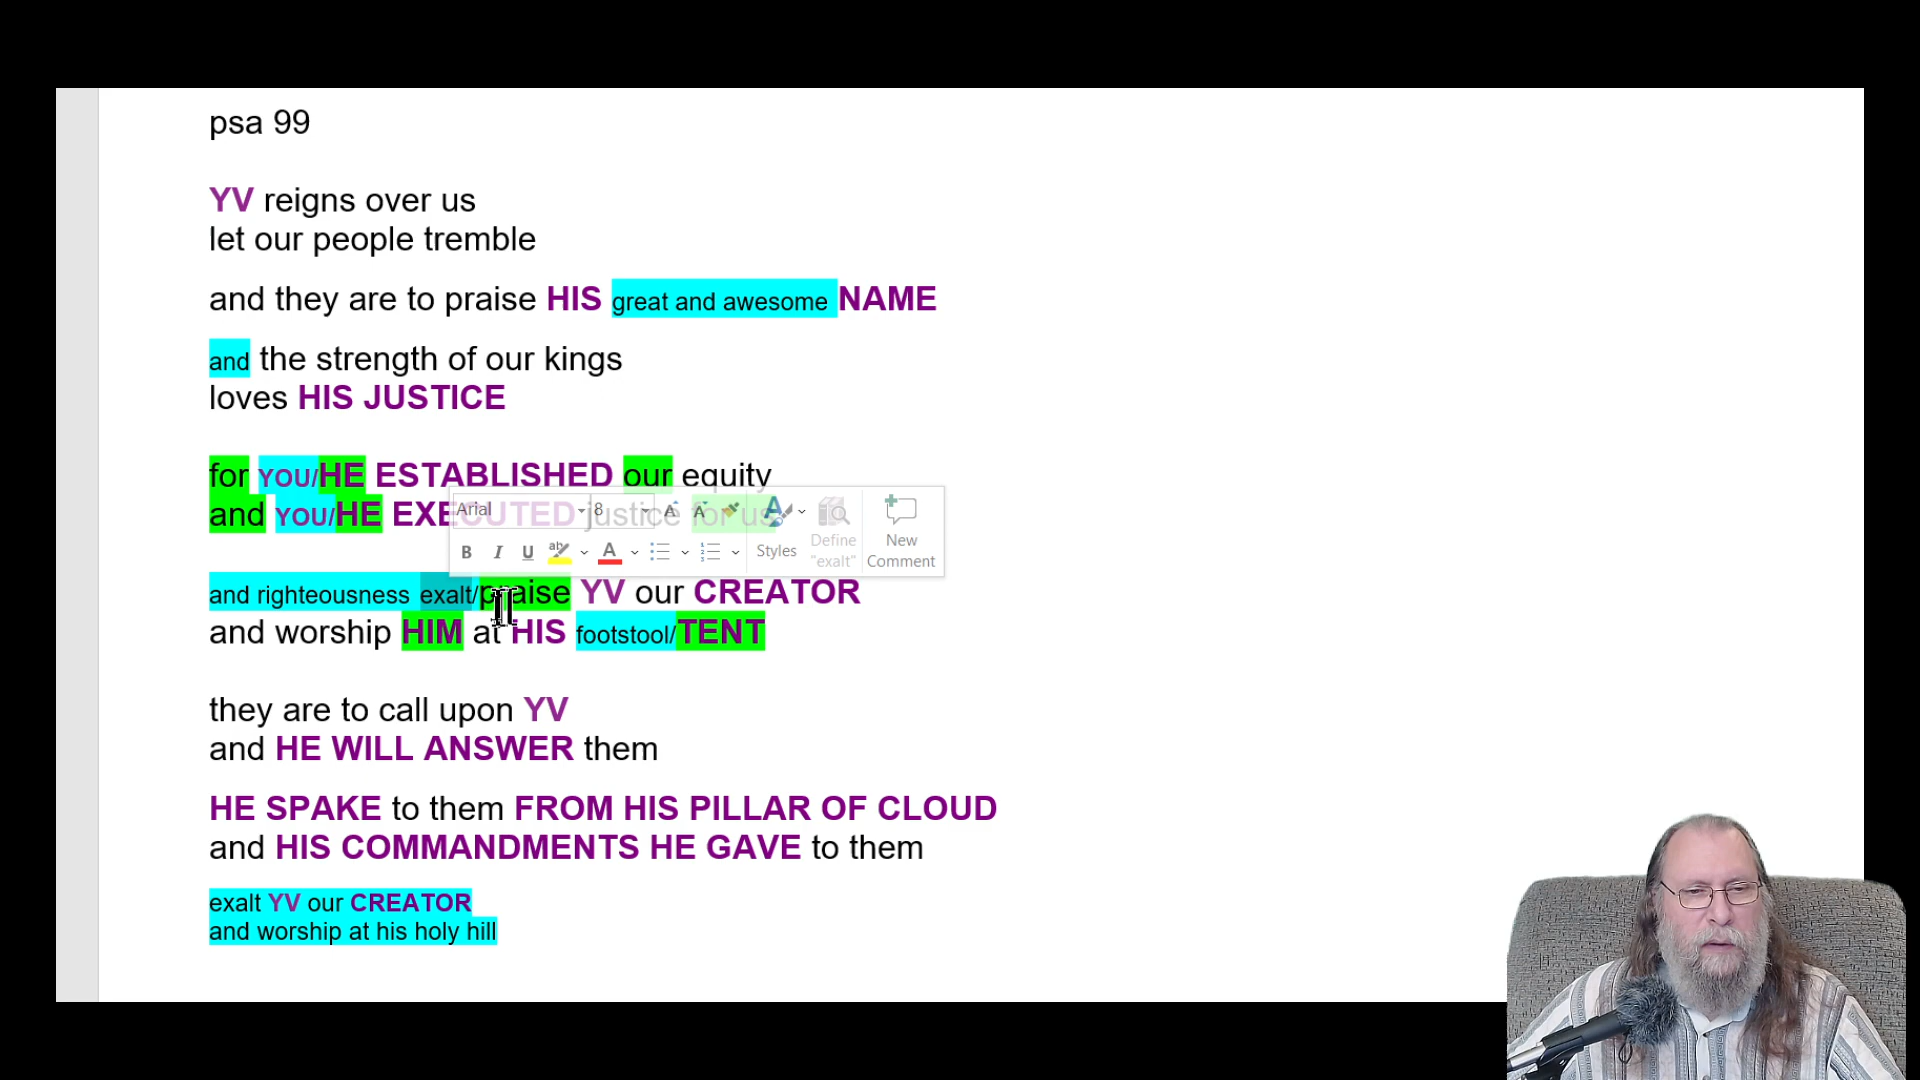 psa 99
YV reigns over us
let our people tremble
and they are to praise HIS great and awesome NAME
and the strength of our kings
loves HIS JUSTICE
for YOU/HE ESTABLISHED our equity
and YOU/HE EXECUTED justice for us
Arial 8 A A A
B I U ab A Styles Define "exalt" New Comment
and righteousness exalt/praise YV our CREATOR
and worship HIM at HIS footstool/TENT
they are to call upon YV
and HE WILL ANSWER them
HE SPAKE to them FROM HIS PILLAR OF CLOUD
and HIS COMMANDMENTS HE GAVE to them
exalt YV our CREATOR
and worship at his holy hill